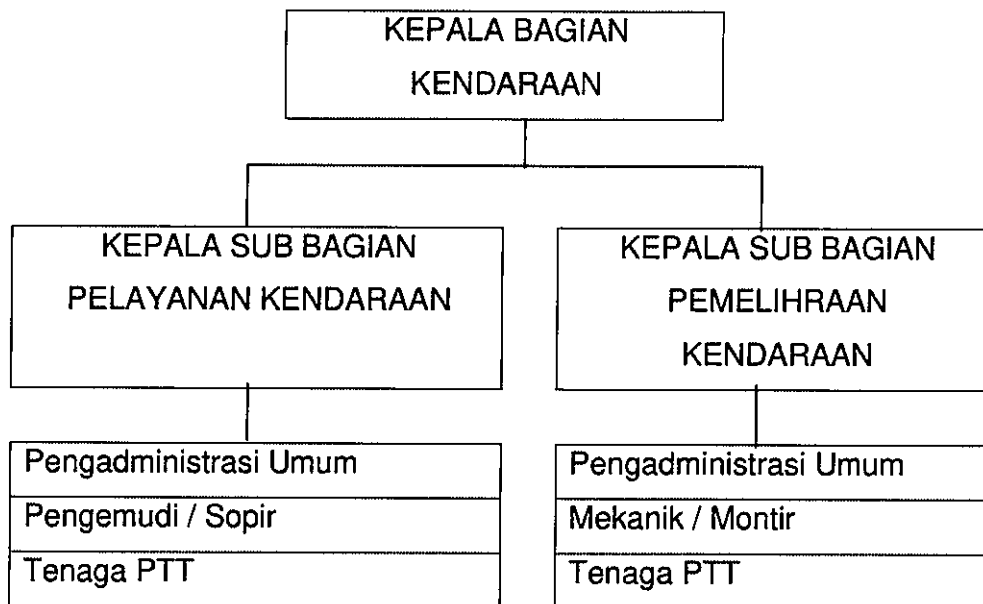 KEPALA BAGIAN
KENDARAAN
KEPALA SUB BAGIAN
PELAYANAN KENDARAAN
KEPALA SUB BAGIAN
PEMELIHRAAN
KENDARAAN
Pengadministrasi Umum
Pengemudi / Sopir
Tenaga PTT
Pengadministrasi Umum
Mekanik / Montir
Tenaga PTT